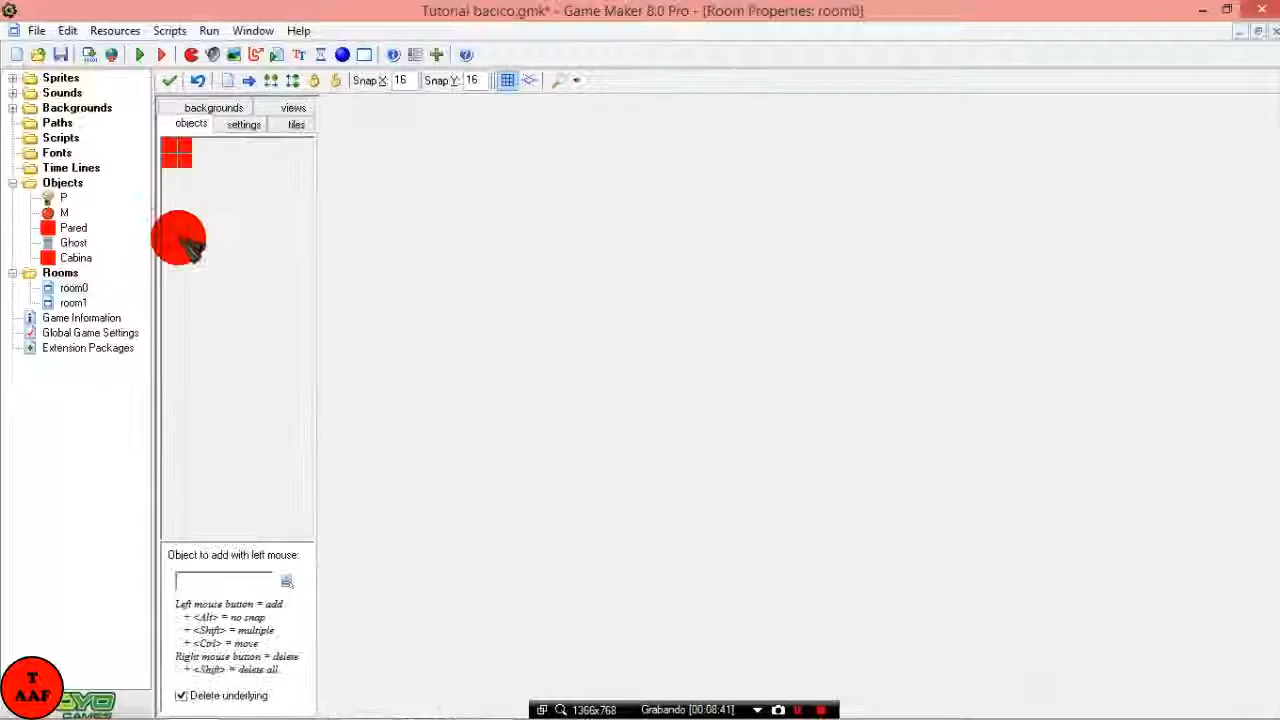 Tutorial bacico.gmk* - Game Maker 8.0 Pro - [Room Properties: room0]
File Edit Resources Scripts Run Window Help
Snap X: 16 Snap Y: 16
Sprites
Sounds
Backgrounds
Paths
Scripts
Fonts
Time Lines
Objects
P
M
Pared
Ghost
Cabina
Rooms
room0
room1
Game Information
Global Game Settings
Extension Packages
backgrounds views
objects settings tiles
Object to add with left mouse:
Left mouse button = add
+ <Alt> = no snap
+ <Shift> = multiple
+ <Ctrl> = move
Right mouse button = delete
+ <Shift> = delete all
Delete underlying
T
AAF
GAMES
1366x768 Grabando [00:08:41]